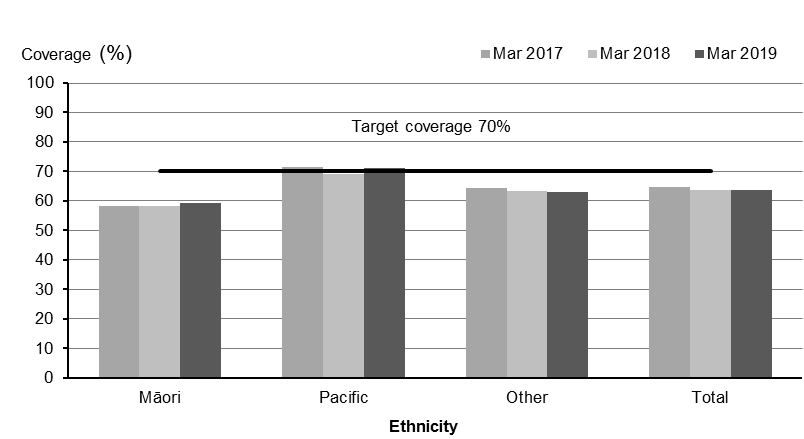 Coverage (%)
Mar 2017 Mar 2018 Mar 2019
100
90
Target coverage 70%
80
70
60
50
40
30
20
10
0
Māori Pacific Other Total
Ethnicity